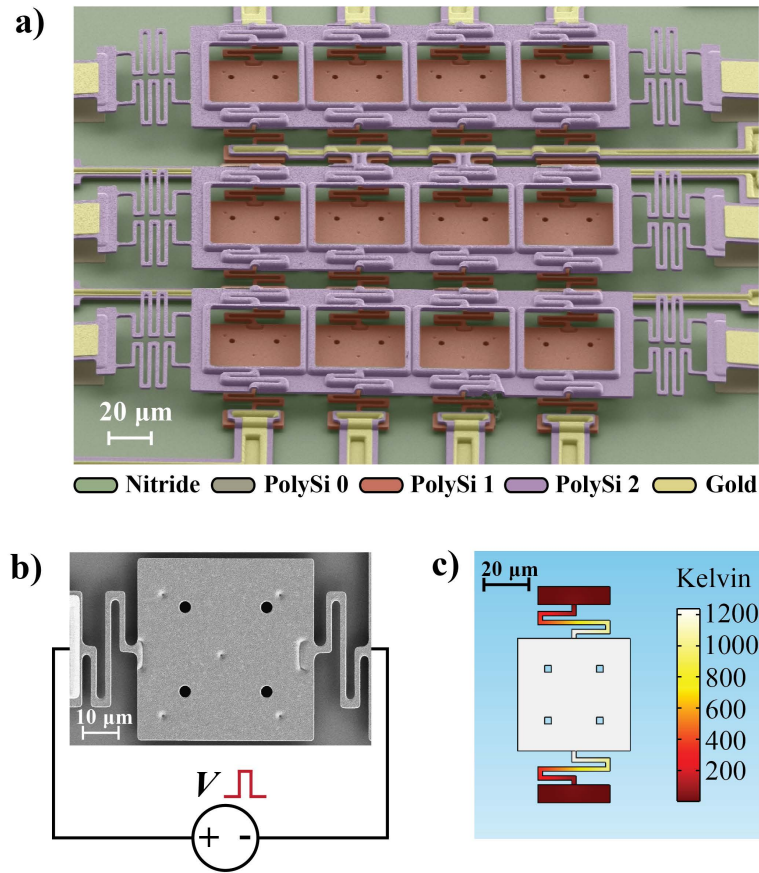 a)
20 µm
Nitride PolySi 0 PolySi 1 PolySi 2 Gold
b)
10 µm
V
+ -
c)
20 µm
Kelvin
1200
1000
800
600
400
200